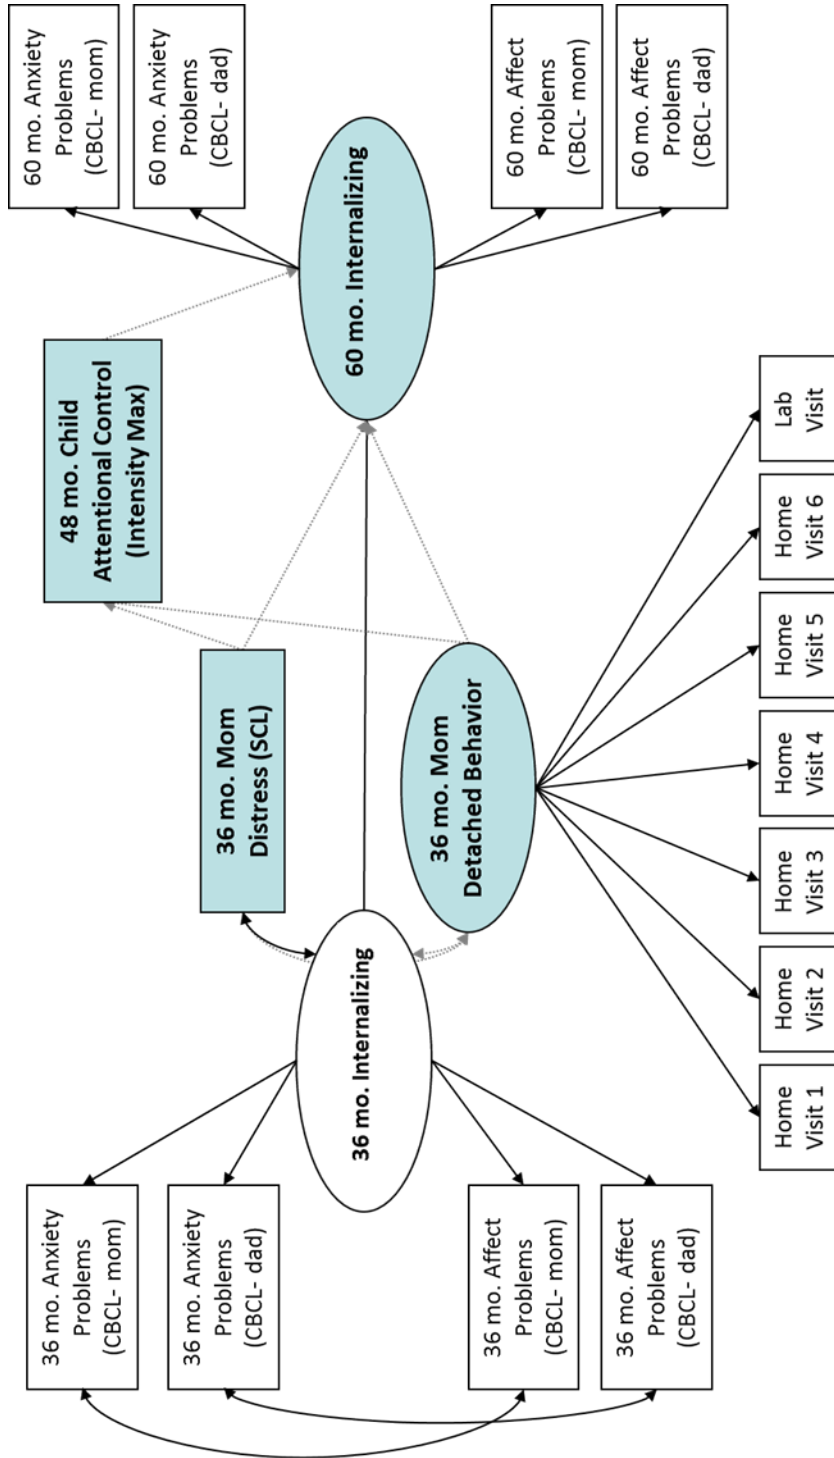 36 mo. Anxiety
Problems
(CBCL- mom)
36 mo. Anxiety
Problems
(CBCL- dad)
36 mo. Affect
Problems
(CBCL- mom)
36 mo. Affect
Problems
(CBCL- dad)
36 mo. Internalizing
36 mo. Mom
Distress (SCL)
36 mo. Mom
Detached Behavior
48 mo. Child
Attentional Control
(Intensity Max)
60 mo. Internalizing
60 mo. Anxiety
Problems
(CBCL- mom)
60 mo. Anxiety
Problems
(CBCL- dad)
60 mo. Affect
Problems
(CBCL- mom)
60 mo. Affect
Problems
(CBCL- dad)
Home
Visit 1
Home
Visit 2
Home
Visit 3
Home
Visit 4
Home
Visit 5
Home
Visit 6
Lab
Visit